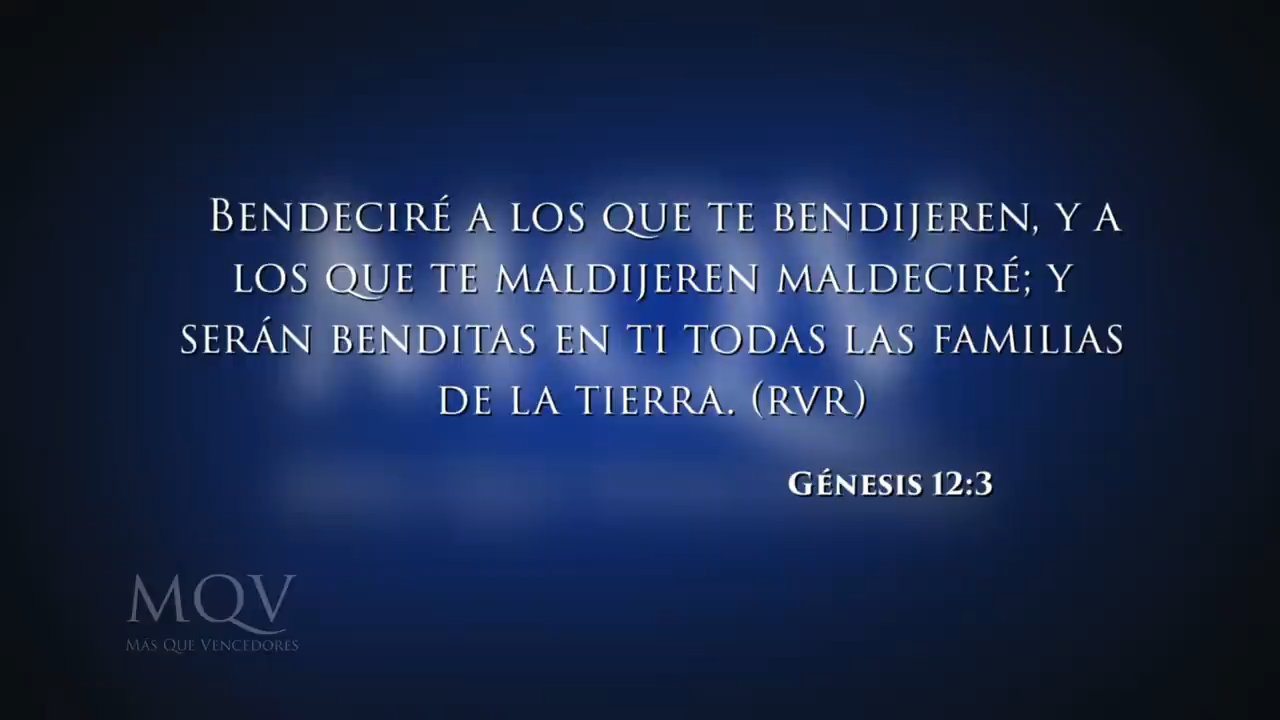 Bendeciré a los que te bendijeren, y a
los que te maldijeren maldeciré; y
serán benditas en ti todas las familias
de la tierra. (rvr)
Génesis 12:3
MQV
Más Que Vencedores